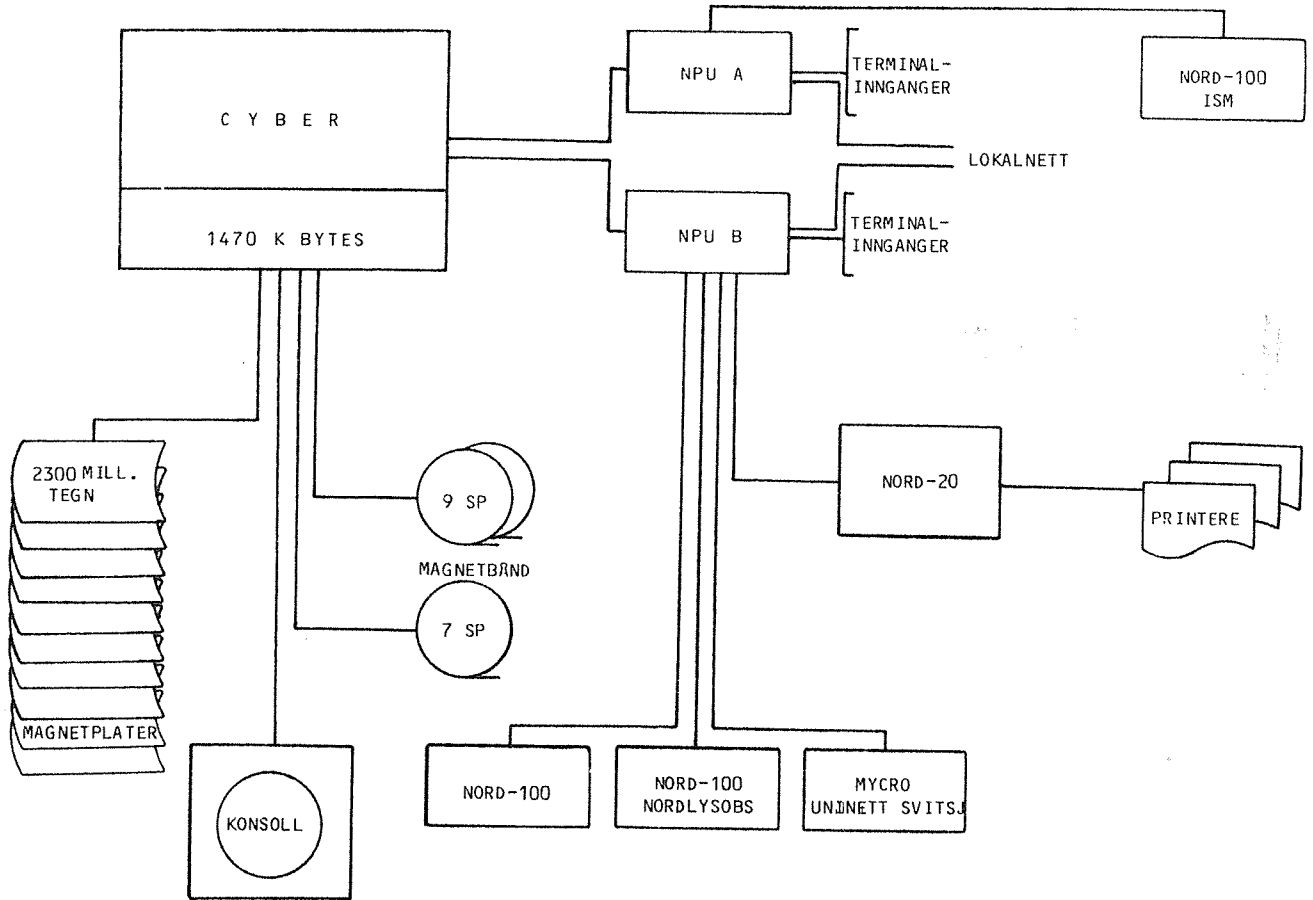 C Y B E R
1470 K BYTES
NPU A
TERMINAL-
INNGANGER
NORD-100
ISM
LOKALNETT
NPU B
TERMINAL-
INNGANGER
2300 MILL.
TEGN
MAGNETPLATER
9 SP
MAGNETBÅND
7 SP
KONSOLL
NORD-20
PRINTERE
NORD-100
NORD-100
NORDLYSOBS
MYCRO
UNINETT SVITSJ